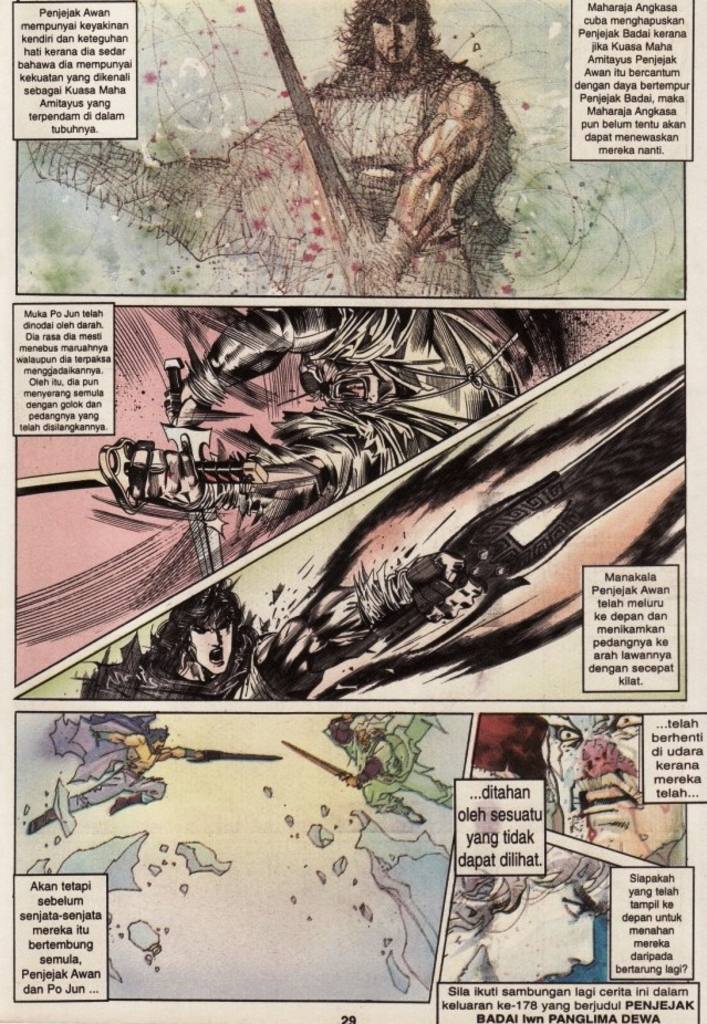 Penjejak Awan
mempunyai keyakinan
kendiri dan keteguhan
hati kerana dia sedar
bahawa dia mempunyai
kekuatan yang dikenali
sebagai Kuasa Maha
Amitayus yang
terpendam di dalam
tubuhnya.
Maharaja Angkasa
cuba menghapuskan
Penjejak Badai kerana
jika Kuasa Maha
Amitayus Penjejak
Awan itu bercantum
dengan daya bertempur
Penjejak Badai, maka
Maharaja Angkasa
pun belum tentu akan
dapat menewaskan
mereka nanti.
Muka Po Jun telah
dinodai oleh darah.
Dia rasa dia mesti
menebus maruahnya
walaupun dia terpaksa
menggadaikannya.
Oleh itu, dia pun
menyerang semula
dengan golok dan
pedangnya yang
telah disilangkannya.
Manakala
Penjejak Awan
telah meluru
ke depan dan
menikamkan
pedangnya ke
arah lawannya
dengan secepat
kilat.
Akan tetapi
sebelum
senjata-senjata
mereka itu
bertembung
semula,
Penjejak Awan
dan Po Jun ...
...telah
berhenti
di udara
kerana
mereka
telah...
...ditahan
oleh sesuatu
yang tidak
dapat dilihat.
Siapakah
yang telah
tampil ke
depan untuk
menahan
mereka
daripada
bertarung lagi?
Sila ikuti sambungan lagi cerita ini dalam
keluaran ke-178 yang berjudul PENJEJAK
BADAI lwn PANGLIMA DEWA
29